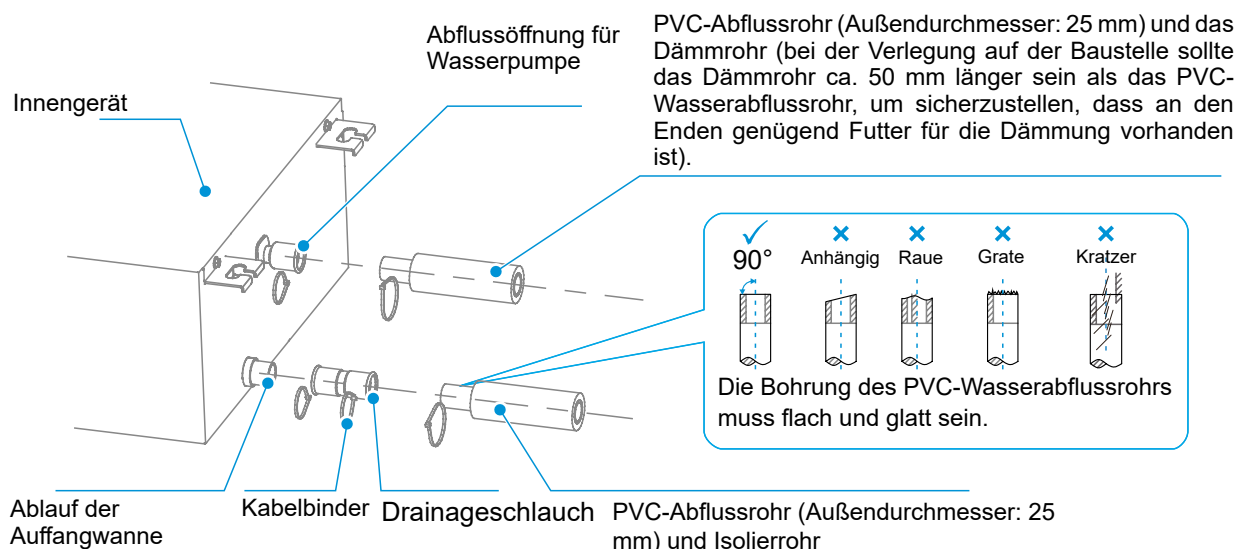 PVC-Abflussrohr (Außendurchmesser: 25 mm) und das
Dämmrohr (bei der Verlegung auf der Baustelle sollte
das Dämmrohr ca. 50 mm länger sein als das PVC-
Wasserabflussrohr, um sicherzustellen, dass an den
Enden genügend Futter für die Dämmung vorhanden
ist).
Abflussöffnung für
Wasserpumpe
Innengerät
90°
Anhängig
Raue
Grate
Kratzer
Die Bohrung des PVC-Wasserabflussrohrs
muss flach und glatt sein.
Ablauf der
Auffangwanne
Kabelbinder
Drainageschlauch
PVC-Abflussrohr (Außendurchmesser: 25
mm) und Isolierrohr